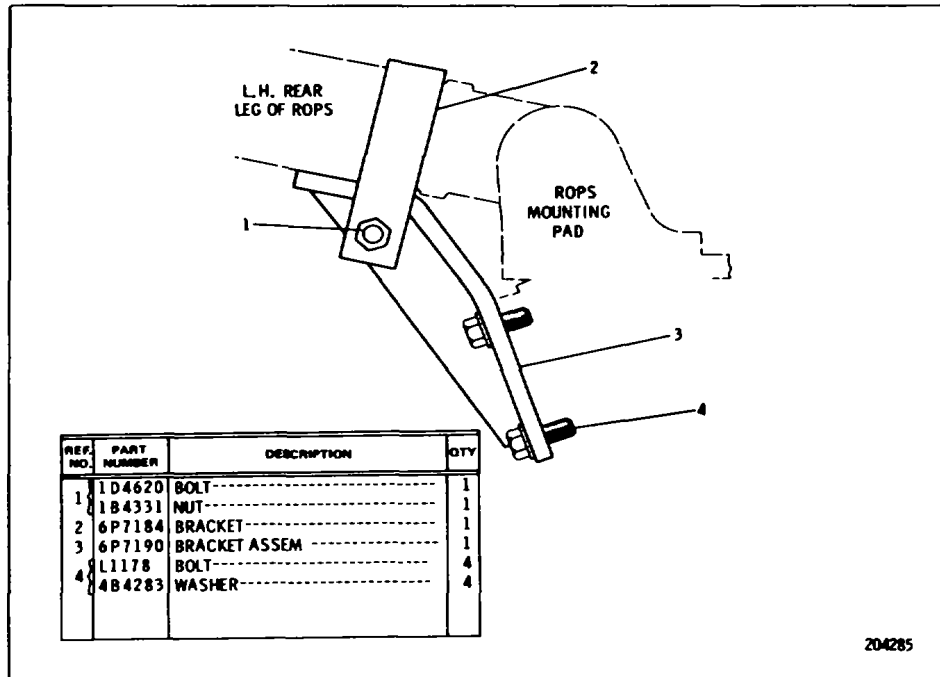 2
L.H. REAR
LEG OF ROPS
ROPS
MOUNTING
PAD
1
3
4
REF. NO. PART NUMBER DESCRIPTION QTY
1 1D4620 BOLT 1
1B4331 NUT 1
2 6P7184 BRACKET 1
3 6P7190 BRACKET ASSEM 1
4 L1178 BOLT 4
4B4283 WASHER 4
204285